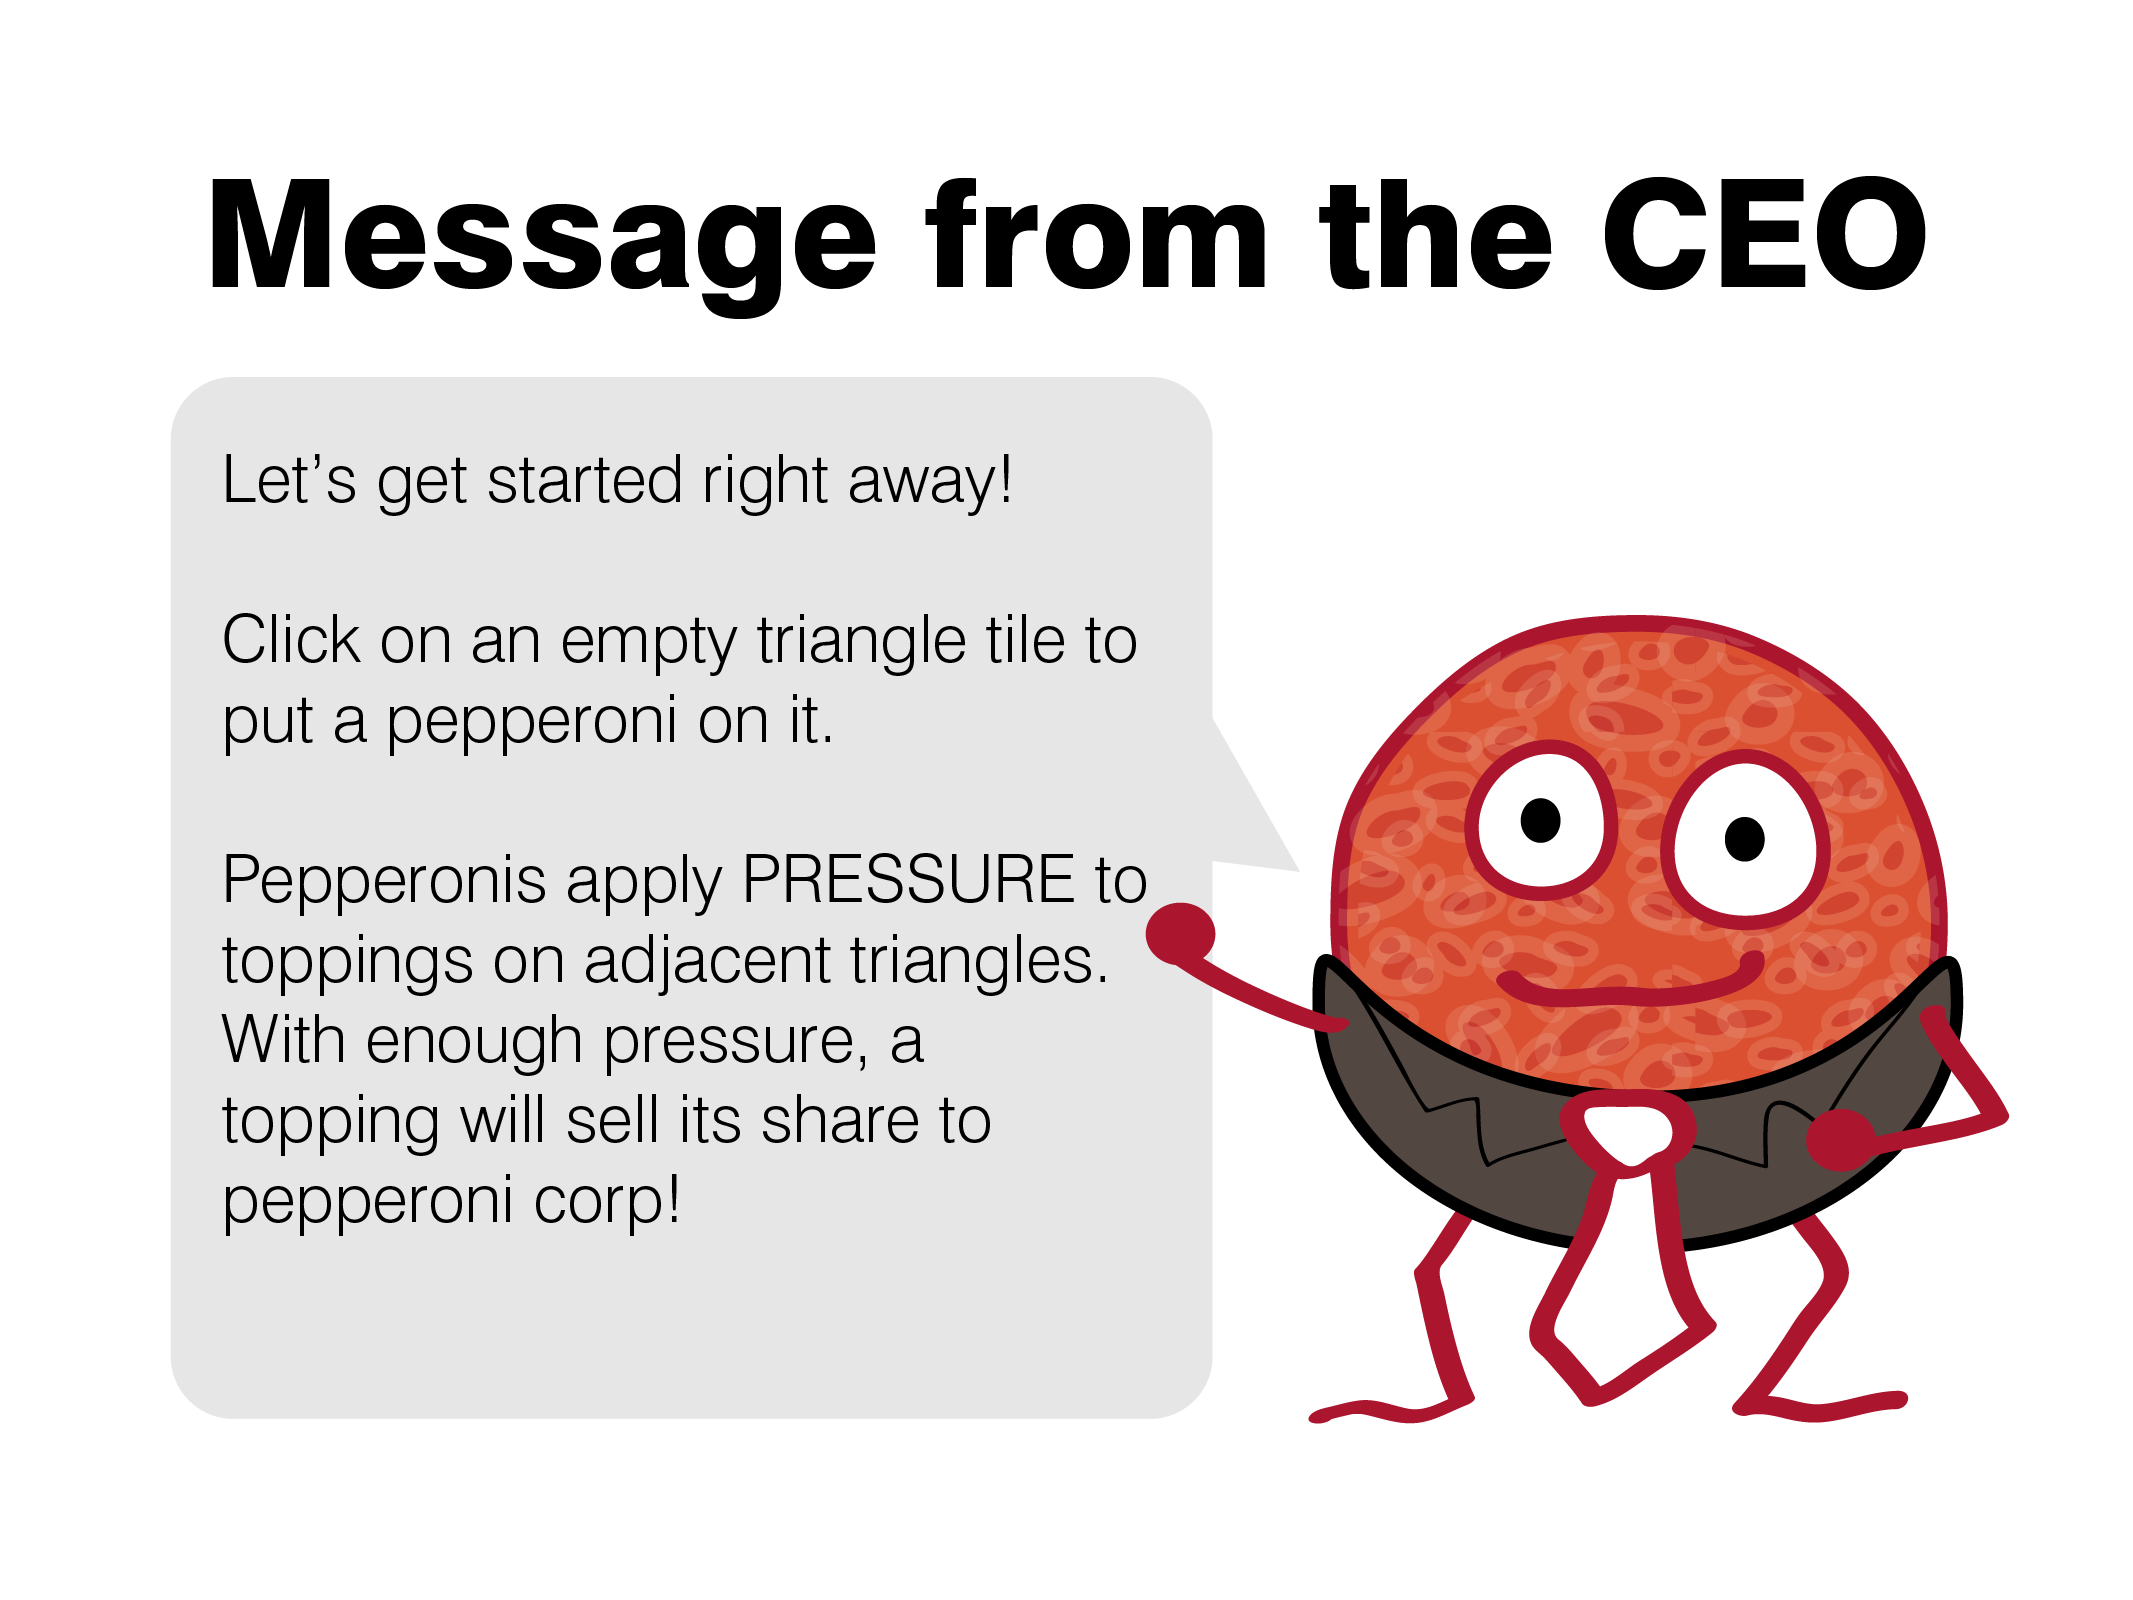 Message from the CEO
Let’s get started right away!
Click on an empty triangle tile to
put a pepperoni on it.
Pepperonis apply PRESSURE to
toppings on adjacent triangles.
With enough pressure, a
topping will sell its share to
pepperoni corp!